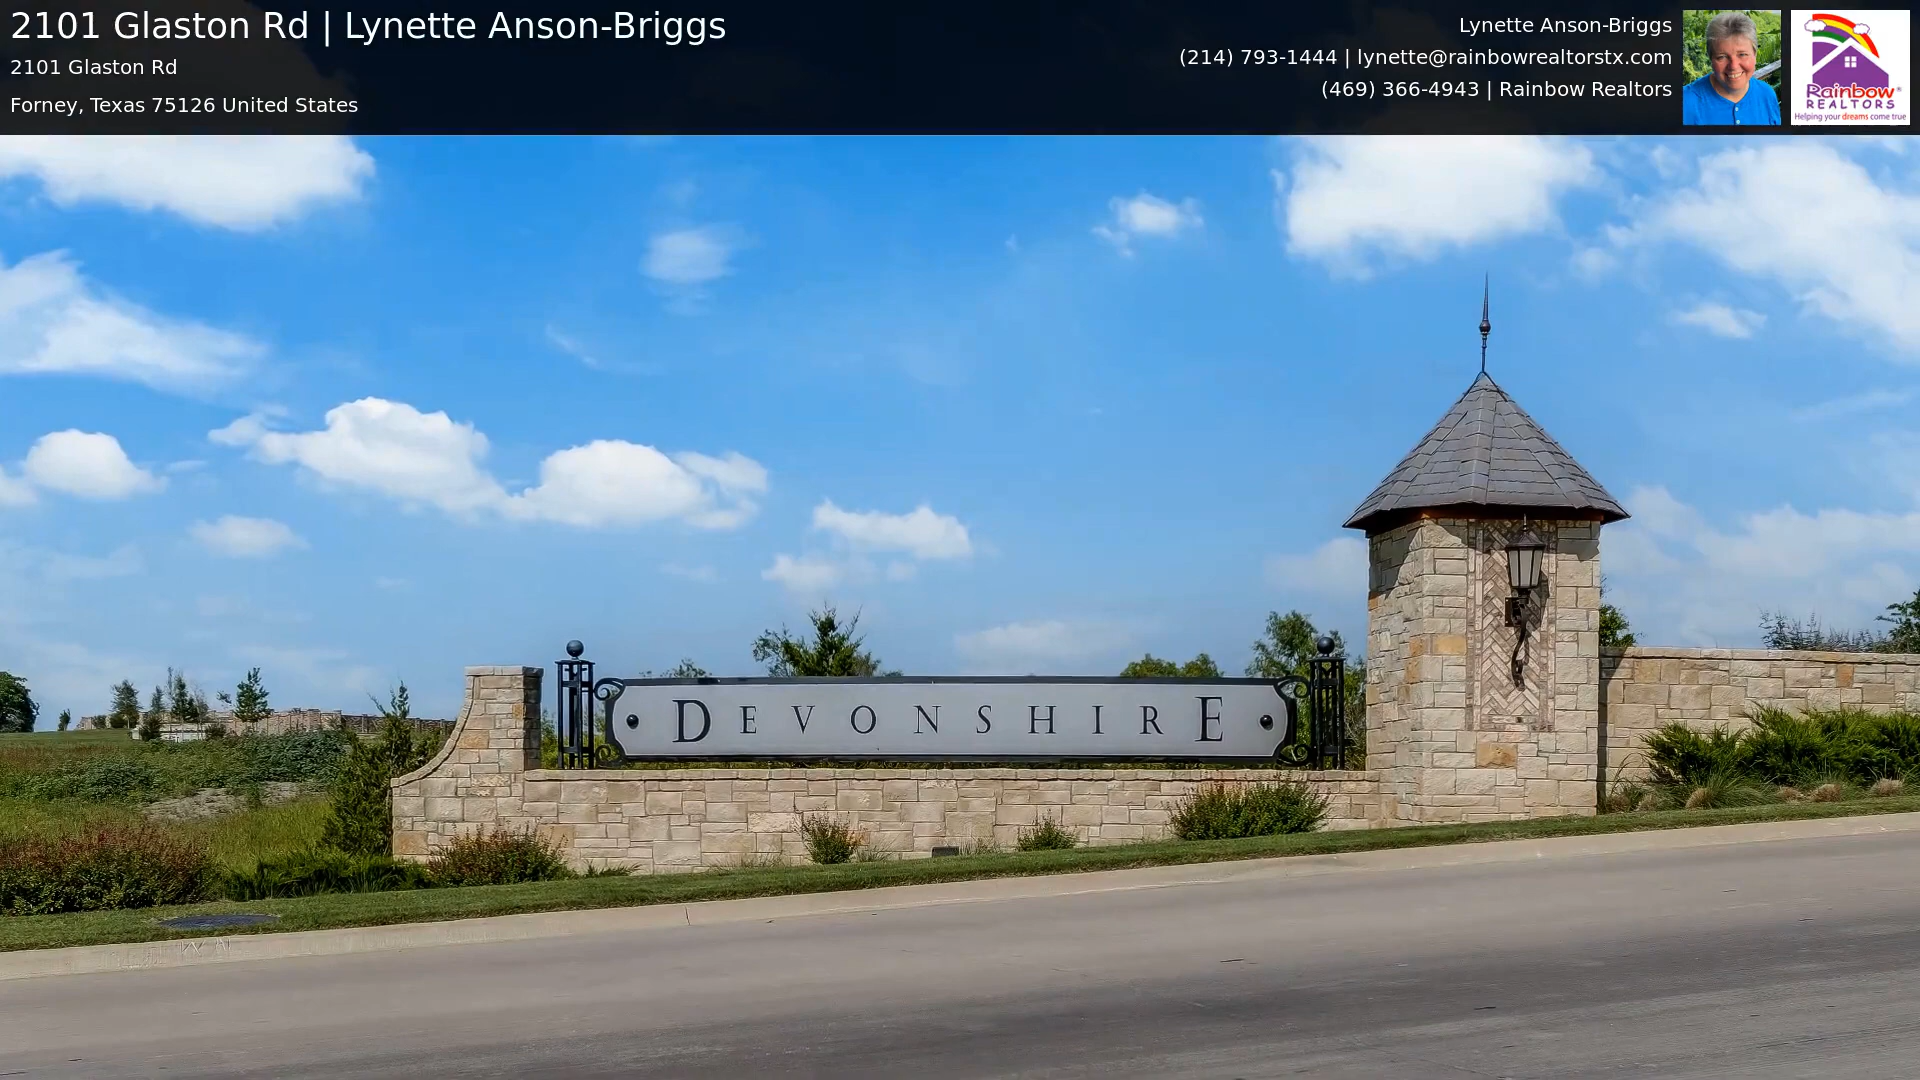 2101 Glaston Rd | Lynette Anson-Briggs
2101 Glaston Rd
Forney, Texas 75126 United States
Lynette Anson-Briggs
(214) 793-1444 | lynette@rainbowrealtorstx.com
(469) 366-4943 | Rainbow Realtors
Rainbow®
REALTORS
Helping your dreams come true
DEVONSHIRE